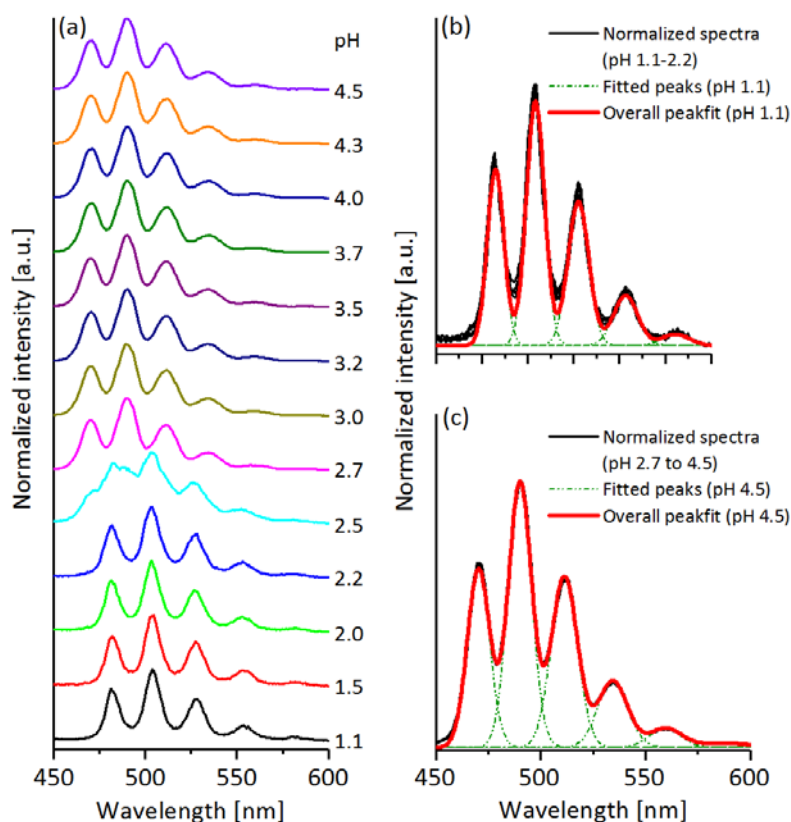 (a)
pH
4.5
4.3
4.0
3.7
3.5
3.2
3.0
2.7
2.5
2.2
2.0
1.5
1.1
Normalized intensity [a.u.]
450 500 550 600
Wavelength [nm]
(b)
Normalized spectra
(pH 1.1-2.2)
Fitted peaks (pH 1.1)
Overall peakfit (pH 1.1)
Normalized intensity [a.u.]
(c)
Normalized spectra
(pH 2.7 to 4.5)
Fitted peaks (pH 4.5)
Overall peakfit (pH 4.5)
450 500 550 600
Wavelength [nm]